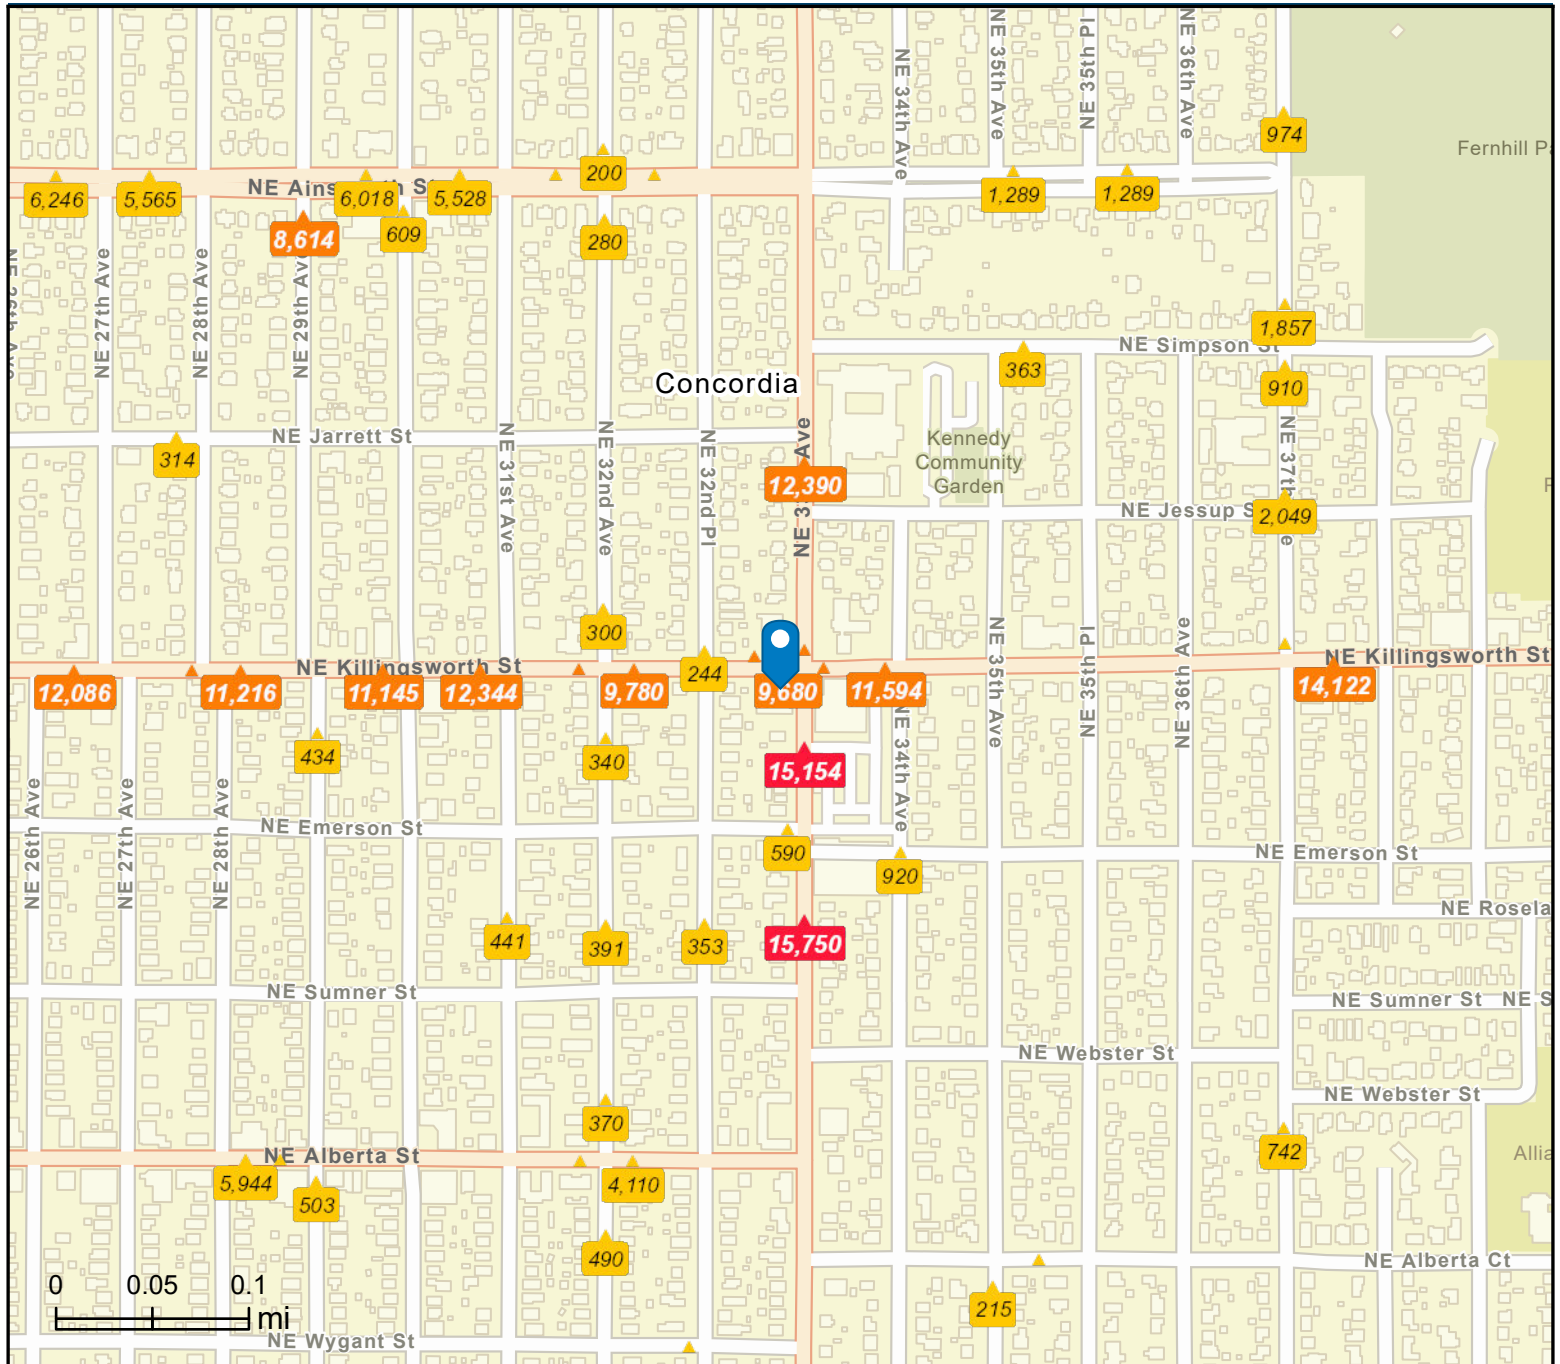 NE 35th Ave
NE 35th Pl
NE 36th Ave
NE 34th Ave
974
Fernhill
200
NE Ainsworth St
6,246
5,565
6,018
5,528
1,289
1,289
8,614
609
280
NE 26th Ave
NE 27th Ave
NE 28th Ave
NE 29th Ave
1,857
NE Simpson St
363
910
Concordia
NE Jarrett St
314
NE 31st Ave
NE 32nd Ave
NE 32nd Pl
NE 33rd Ave
12,390
Kennedy
Community
Garden
NE 37th Ave
NE Jessup St
2,049
300
NE 35th Ave
NE 35th Pl
NE 36th Ave
NE Killingsworth St
NE Killingsworth St
244
12,086
11,216
11,145
12,344
9,780
9,680
11,594
14,122
434
340
15,154
NE 34th Ave
NE 26th Ave
NE 27th Ave
NE 28th Ave
NE Emerson St
590
NE Emerson St
920
NE Rosela
441
391
353
15,750
NE Sumner St
NE Sumner St
NE S
NE Webster St
NE Webster St
370
742
NE Alberta St
Allia
5,944
4,110
503
490
NE Alberta Ct
0 0.05 0.1
mi
215
NE Wygant St